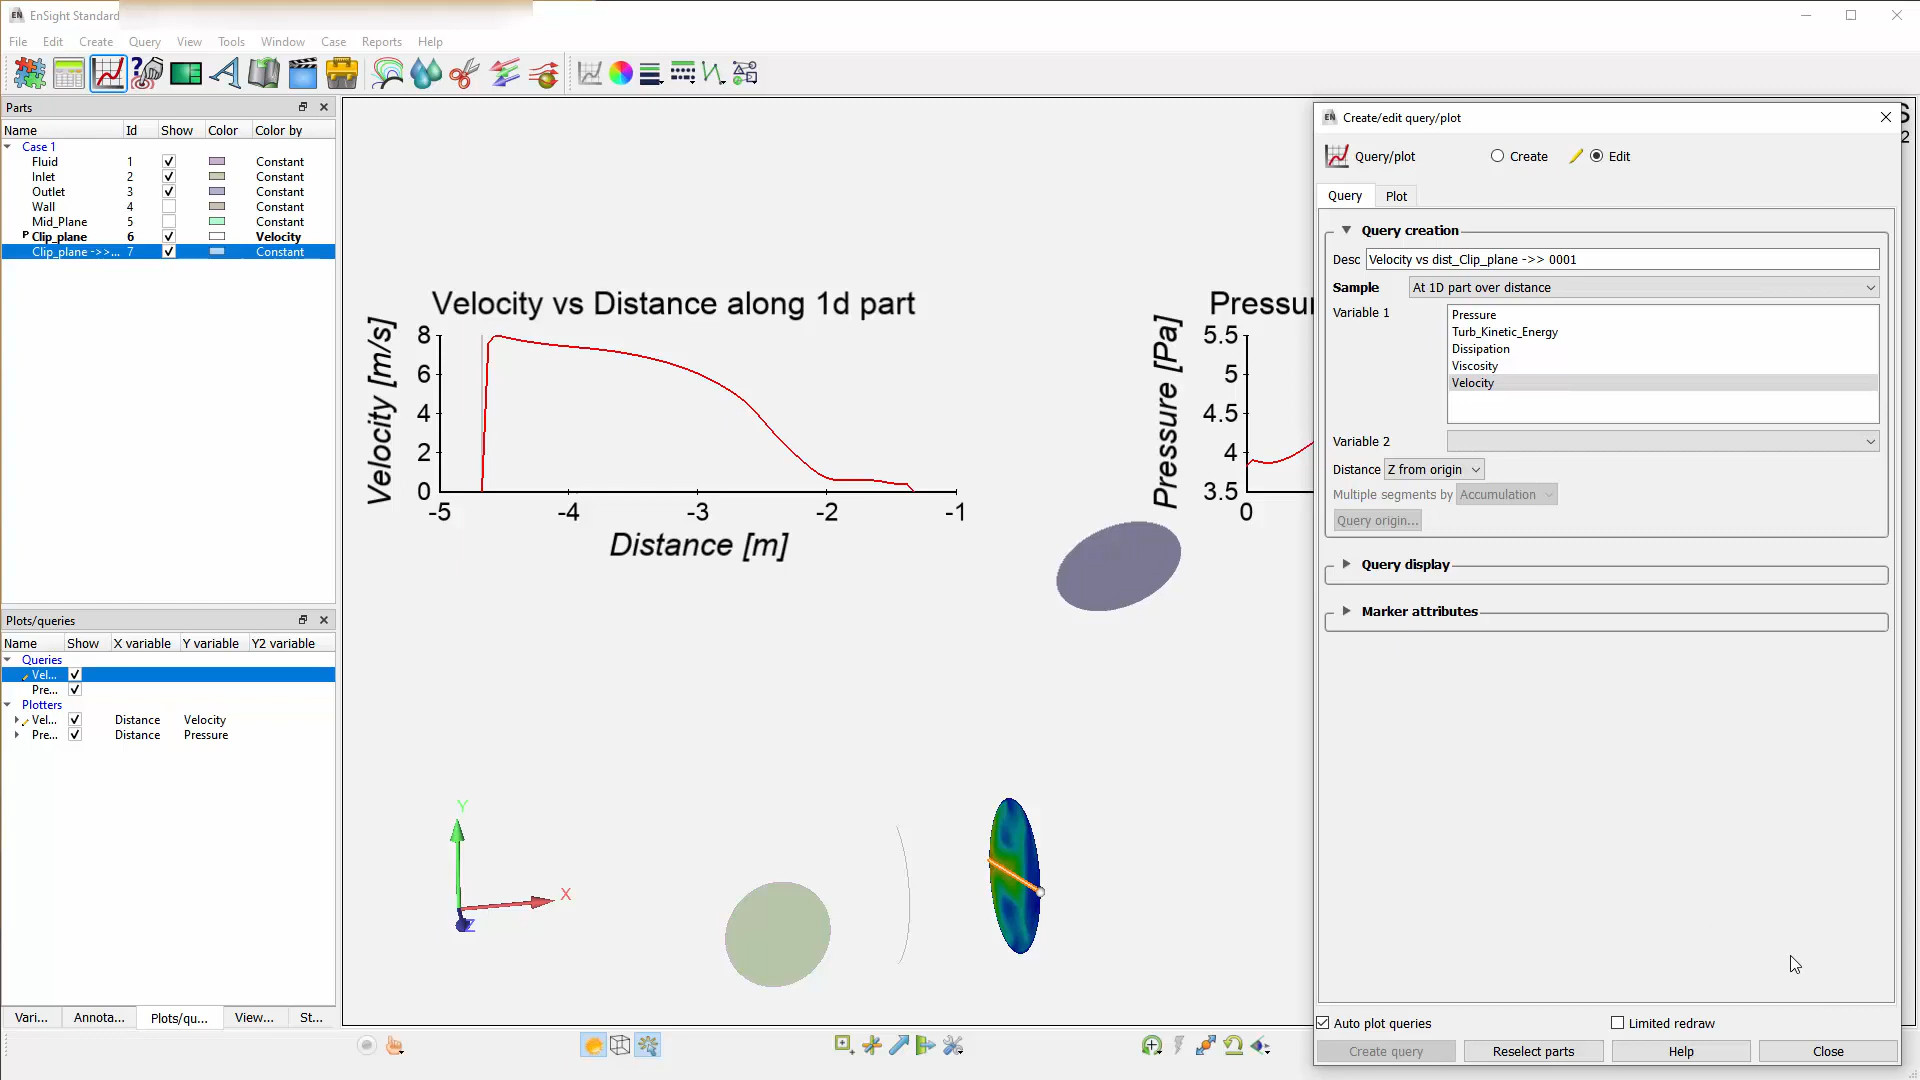 EN EnSight Standard
File Edit Create Query View Tools Window Case Reports Help
Parts
Name Id Show Color Color by
Case 1
Fluid 1 Constant
Inlet 2 Constant
Outlet 3 Constant
Wall 4 Constant
Mid_Plane 5 Constant
P Clip_plane 6 Velocity
Clip_plane ->>... 7 Constant
Plots/queries
Name Show X variable Y variable Y2 variable
Queries
Vel...
Pre...
Plotters
Vel... Distance Velocity
Pre... Distance Pressure
Vari... Annota... Plots/qu... View... St...
Velocity vs Distance along 1d part
Velocity [m/s]
8
6
4
2
0
-5 -4 -3 -2 -1
Distance [m]
Pressu
Pressure [Pa]
5.5
5
4.5
4
3.5
0
Y
X
Z
S
2
EN Create/edit query/plot
Query/plot Create Edit
Query Plot
Query creation
Desc Velocity vs dist_Clip_plane ->> 0001
Sample At 1D part over distance
Variable 1
Pressure
Turb_Kinetic_Energy
Dissipation
Viscosity
Velocity
Variable 2
Distance Z from origin
Multiple segments by Accumulation
Query origin...
Query display
Marker attributes
Auto plot queries Limited redraw
Create query Reselect parts Help Close